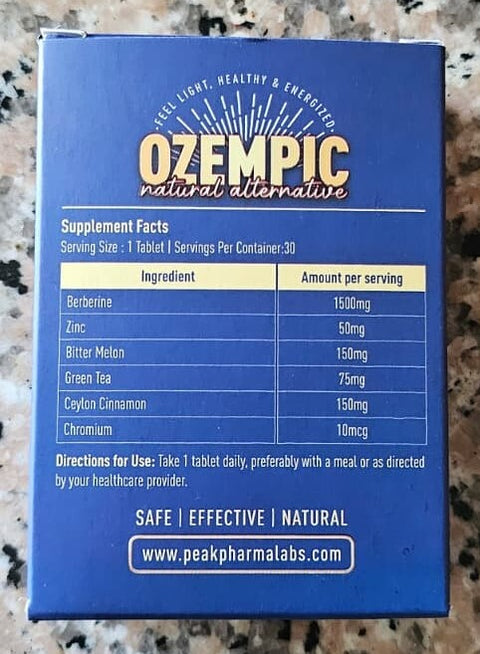 FEEL LIGHT, HEALTHY & ENERGIZED
OZEMPIC
natural alternative
Supplement Facts
Serving Size : 1 Tablet | Servings Per Container:30
Ingredient Amount per serving
Berberine 1500mg
Zinc 50mg
Bitter Melon 150mg
Green Tea 75mg
Ceylon Cinnamon 150mg
Chromium 10mcg
Directions for Use: Take 1 tablet daily, preferably with a meal or as directed
by your healthcare provider.
SAFE | EFFECTIVE | NATURAL
www.peakpharmalabs.com